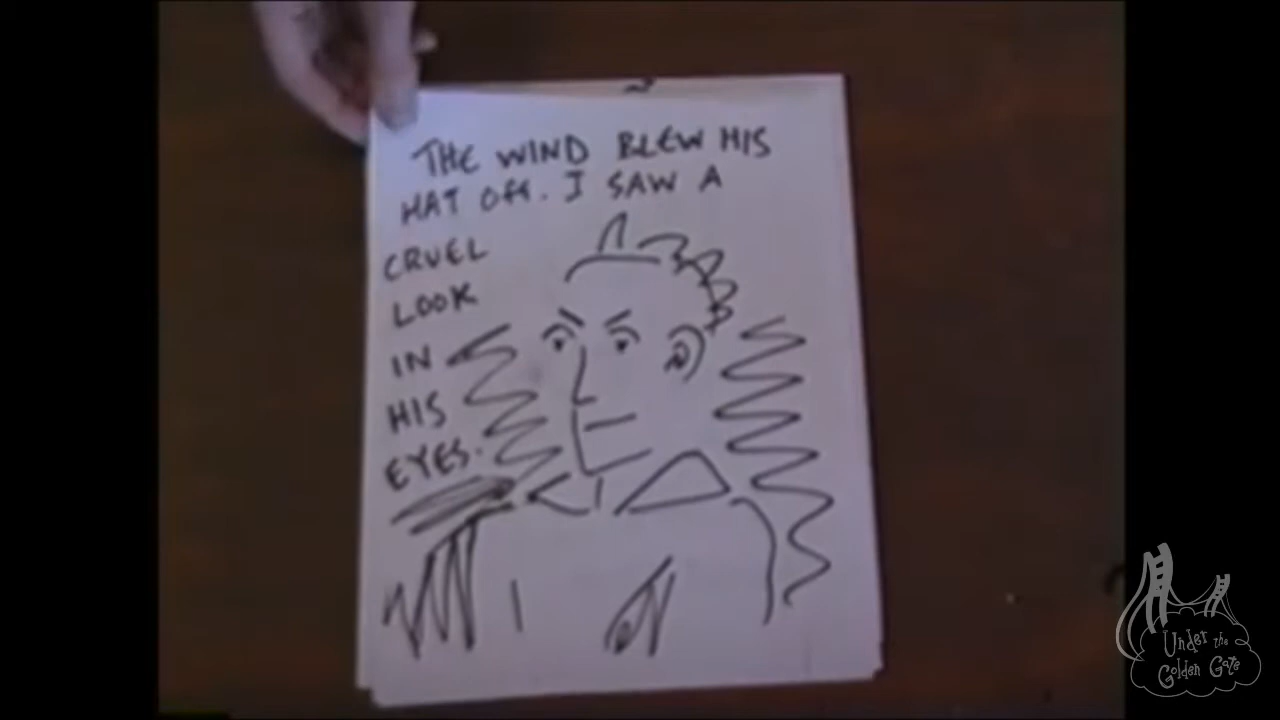 THE WIND BLEW HIS
HAT OFF. I SAW A
CRUEL
LOOK
IN
HIS
EYES.
Under the
Golden Gate